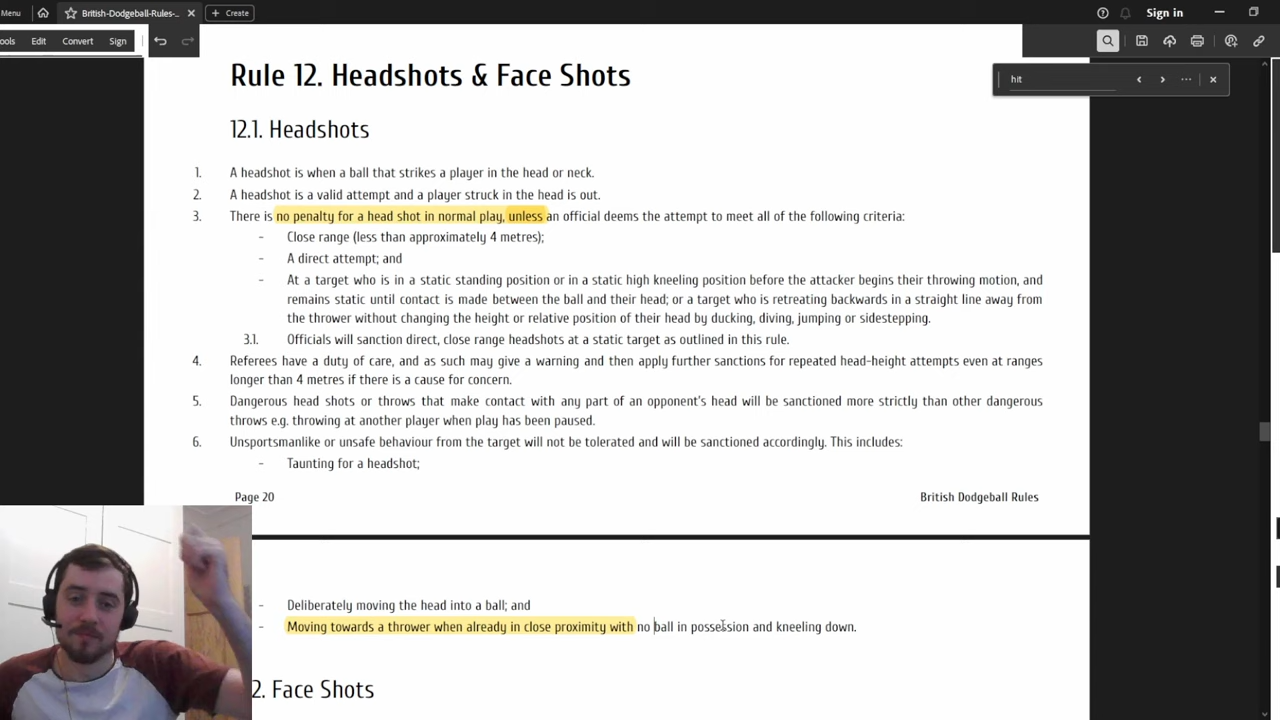 Menu
British-Dodgeball-Rules-...
Create
Sign in
Edit Convert Sign
hit
Rule 12. Headshots & Face Shots
12.1. Headshots
1. A headshot is when a ball that strikes a player in the head or neck.
2. A headshot is a valid attempt and a player struck in the head is out.
3. There is no penalty for a head shot in normal play, unless an official deems the attempt to meet all of the following criteria:
- Close range (less than approximately 4 metres);
- A direct attempt; and
- At a target who is in a static standing position or in a static high kneeling position before the attacker begins their throwing motion, and
remains static until contact is made between the ball and their head; or a target who is retreating backwards in a straight line away from
the thrower without changing the height or relative position of their head by ducking, diving, jumping or sidestepping.
3.1. Officials will sanction direct, close range headshots at a static target as outlined in this rule.
4. Referees have a duty of care, and as such may give a warning and then apply further sanctions for repeated head-height attempts even at ranges
longer than 4 metres if there is a cause for concern.
5. Dangerous head shots or throws that make contact with any part of an opponent's head will be sanctioned more strictly than other dangerous
throws e.g. throwing at another player when play has been paused.
6. Unsportsmanlike or unsafe behaviour from the target will not be tolerated and will be sanctioned accordingly. This includes:
- Taunting for a headshot;
Page 20
British Dodgeball Rules
- Deliberately moving the head into a ball; and
- Moving towards a thrower when already in close proximity with no ball in possession and kneeling down.
2. Face Shots